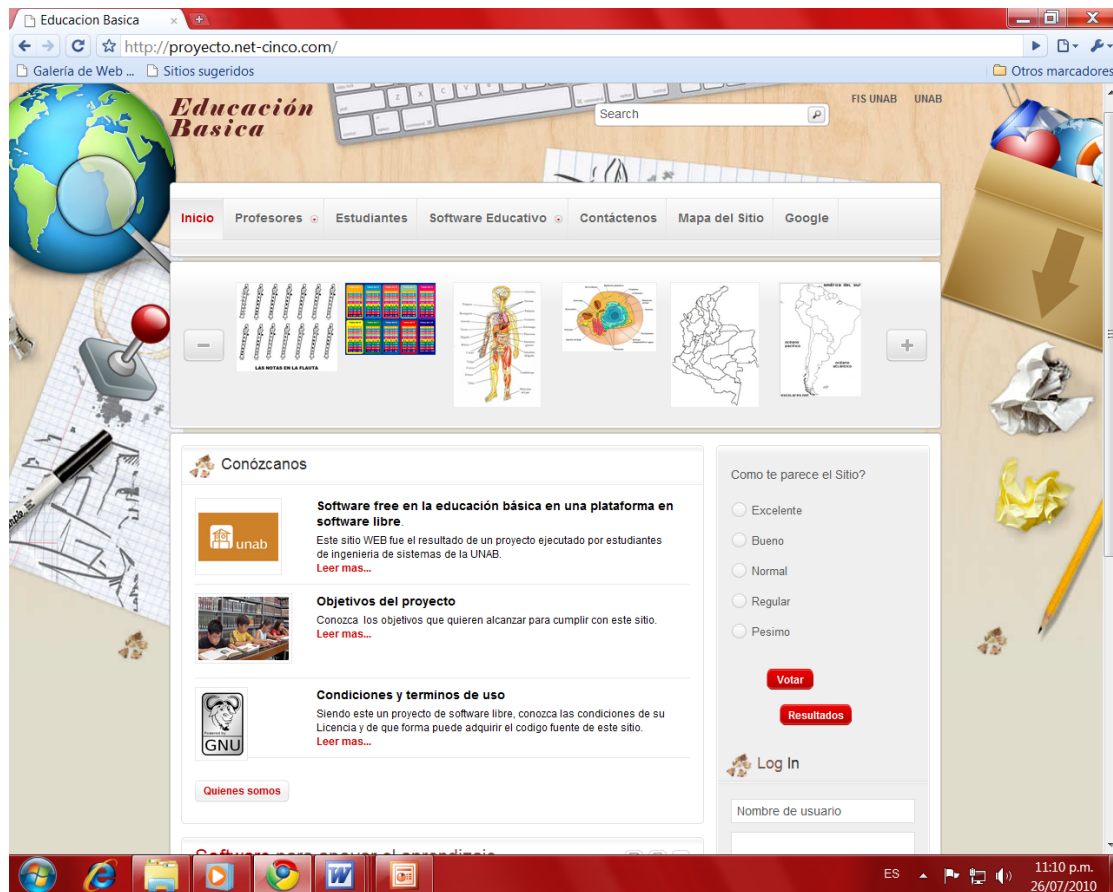 Educacion Basica
http://proyecto.net-cinco.com/
Galería de Web ...
Sitios sugeridos
Otros marcadores
Educación
Basica
Search
FIS UNAB
UNAB
Inicio
Profesores
Estudiantes
Software Educativo
Contáctenos
Mapa del Sitio
Google
LAS NOTAS EN LA FLAUTA
Conózcanos
unab
Software free en la educación básica en una plataforma en
software libre.
Este sitio WEB fue el resultado de un proyecto ejecutado por estudiantes
de ingenieria de sistemas de la UNAB.
Leer mas...
Objetivos del proyecto
Conozca los objetivos que quieren alcanzar para cumplir con este sitio.
Leer mas...
GNU
Condiciones y terminos de uso
Siendo este un proyecto de software libre, conozca las condiciones de su
Licencia y de que forma puede adquirir el codigo fuente de este sitio.
Leer mas...
Quienes somos
Como te parece el Sitio?
Excelente
Bueno
Normal
Regular
Pesimo
Votar
Resultados
Log In
Nombre de usuario
Software para apoyar el aprendizaje
ES
11:10 p.m.
26/07/2010